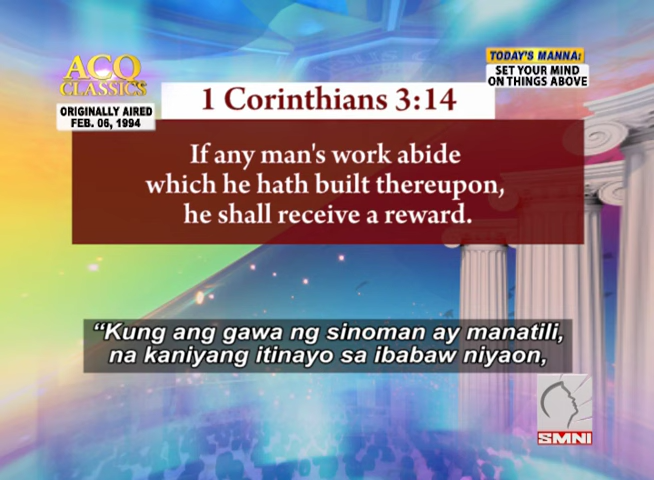 ACQ
CLASSICS
ORIGINALLY AIRED
FEB. 06, 1994
TODAY'S MANNA:
SET YOUR MIND
ON THINGS ABOVE
1 Corinthians 3:14
If any man's work abide
which he hath built thereupon,
he shall receive a reward.
“Kung ang gawa ng sinoman ay manatili,
na kaniyang itinayo sa ibabaw niyaon,
SMNI